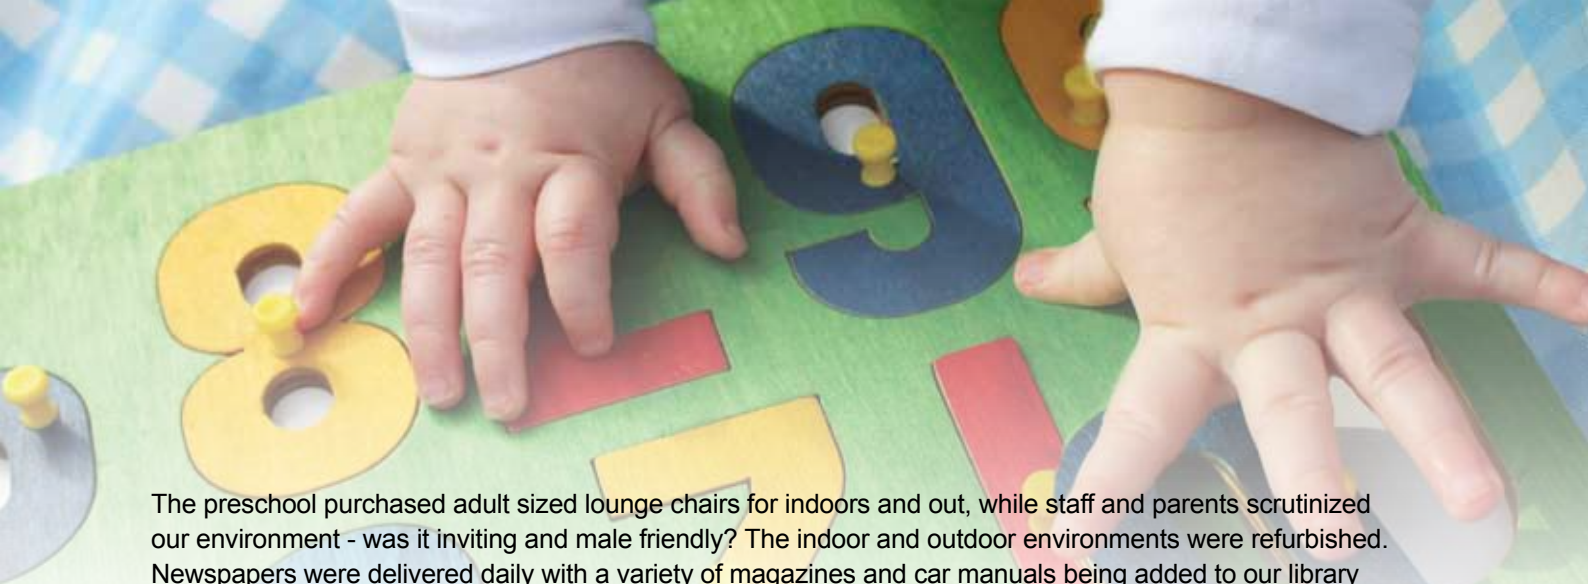 The preschool purchased adult sized lounge chairs for indoors and out, while staff and parents scrutinized
our environment - was it inviting and male friendly? The indoor and outdoor environments were refurbished.
Newspapers were delivered daily with a variety of magazines and car manuals being added to our library